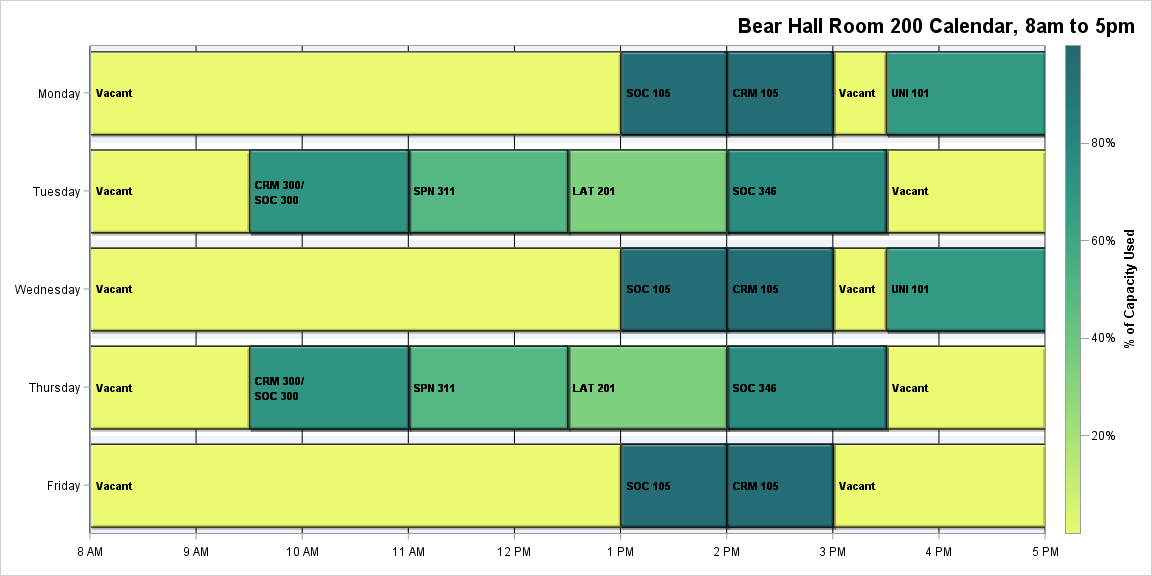 Bear Hall Room 200 Calendar, 8am to 5pm
Monday
Vacant
SOC 105
CRM 105
Vacant
UNI 101
Tuesday
Vacant
CRM 300/
SOC 300
SPN 311
LAT 201
SOC 346
Vacant
Wednesday
Vacant
SOC 105
CRM 105
Vacant
UNI 101
Thursday
Vacant
CRM 300/
SOC 300
SPN 311
LAT 201
SOC 346
Vacant
Friday
Vacant
SOC 105
CRM 105
Vacant
8 AM
9 AM
10 AM
11 AM
12 PM
1 PM
2 PM
3 PM
4 PM
5 PM
80%
60%
40%
20%
% of Capacity Used